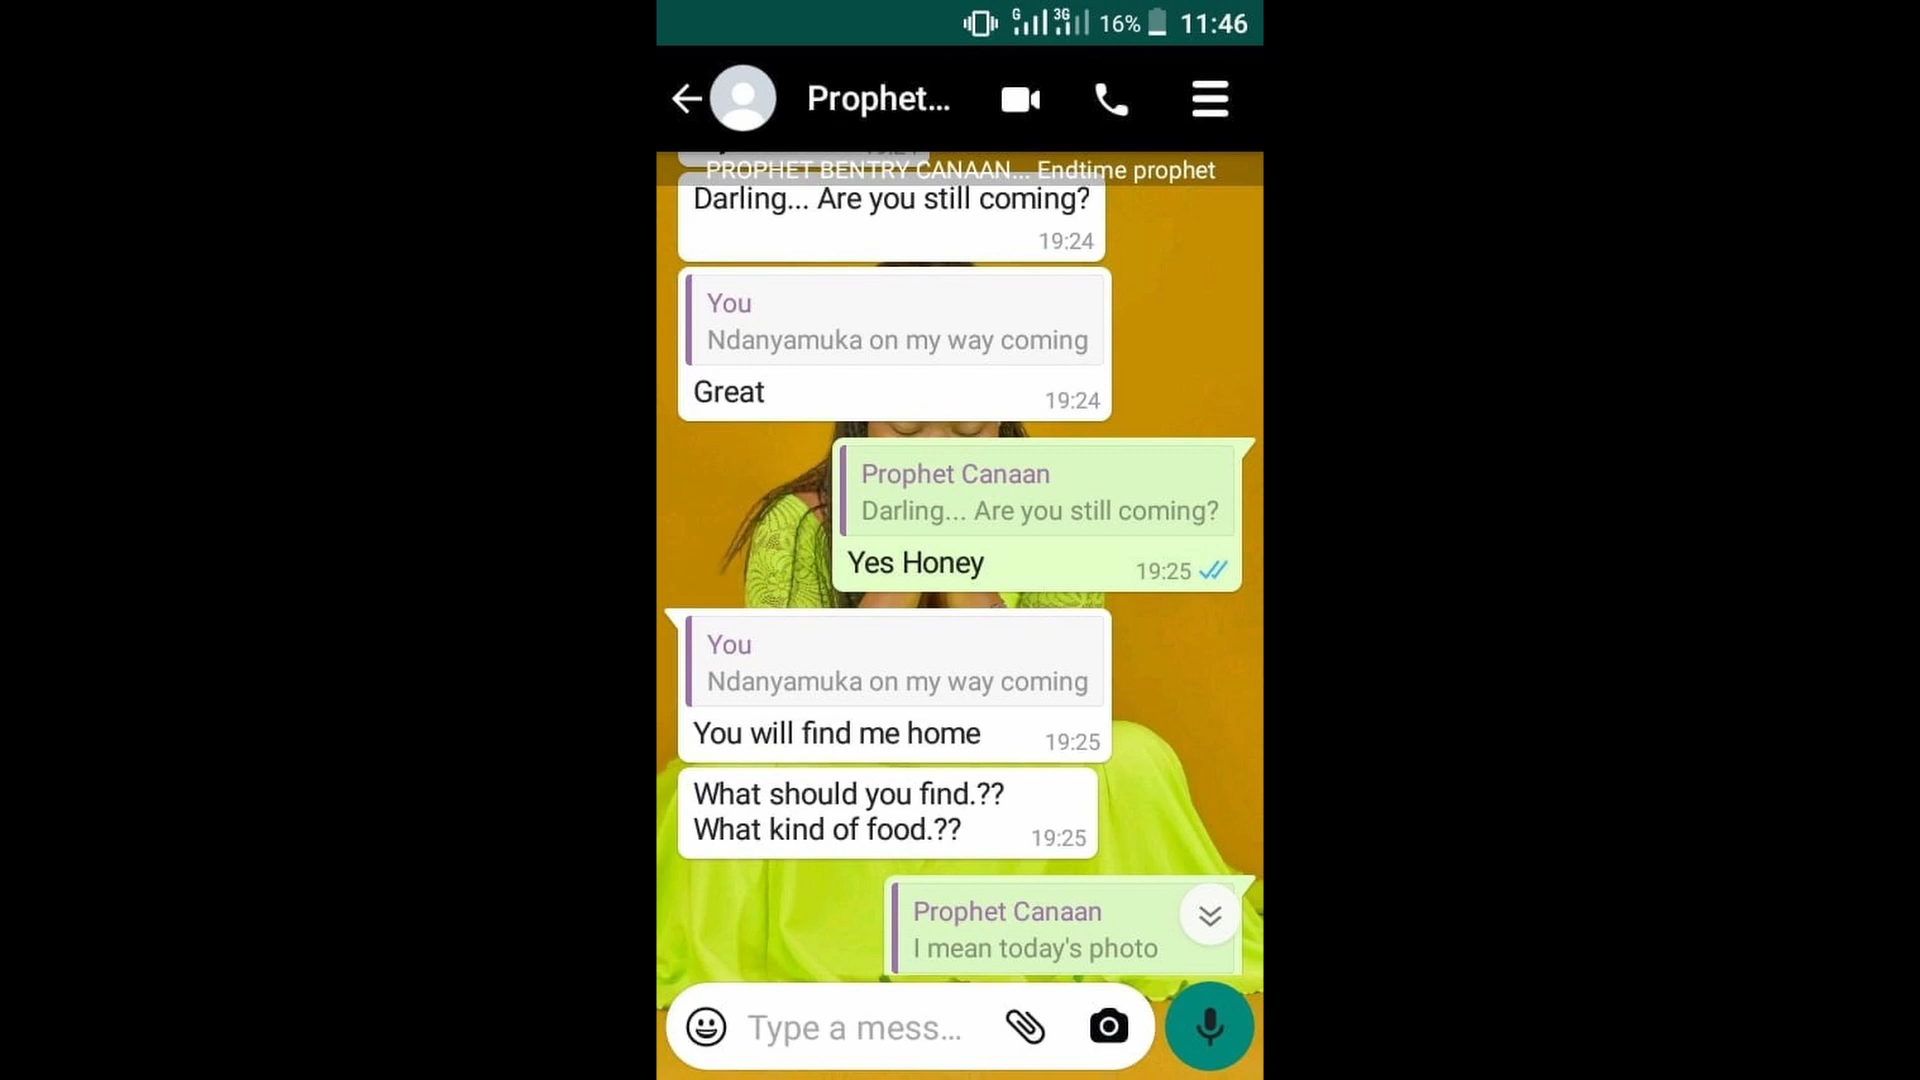 G 3G 16% 11:46
Prophet...
PROPHET BENTRY CANAAN... Endtime prophet
Darling... Are you still coming?
19:24
You
Ndanyamuka on my way coming
Great 19:24
Prophet Canaan
Darling... Are you still coming?
Yes Honey 19:25
You
Ndanyamuka on my way coming
You will find me home 19:25
What should you find.??
What kind of food.?? 19:25
Prophet Canaan
I mean today's photo
Type a mess...